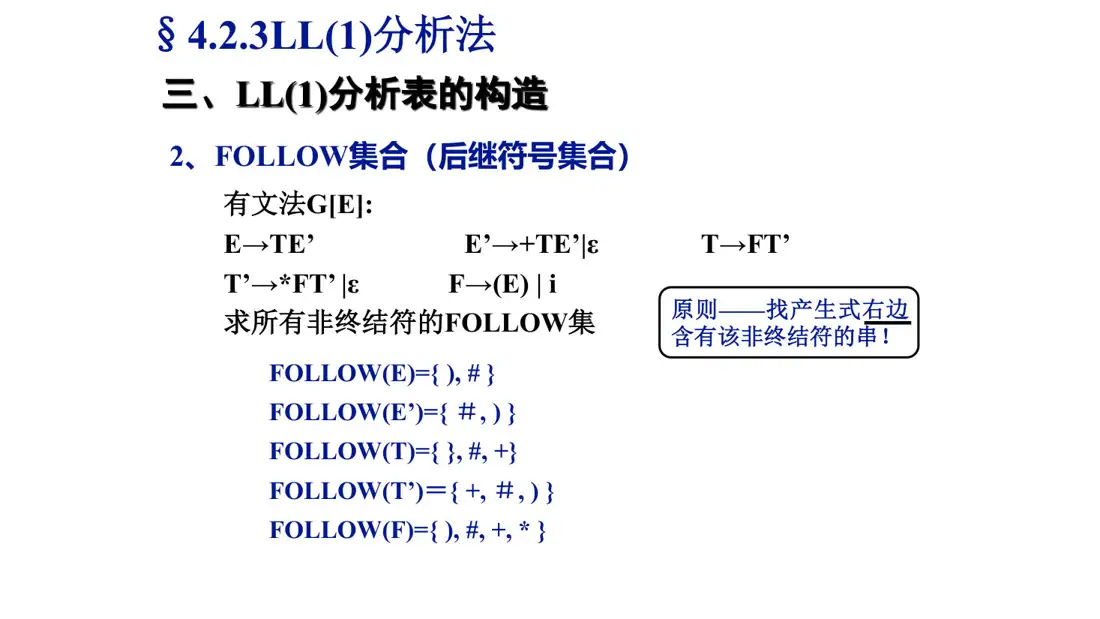 §4.2.3LL(1)分析法
三、LL(1)分析表的构造
2、FOLLOW集合（后继符号集合）
有文法G[E]:
E→TE’ E’→+TE’|ε T→FT’
T’→*FT’ |ε F→(E) | i
求所有非终结符的FOLLOW集
原则——找产生式右边
含有该非终结符的串！
FOLLOW(E)={ ), # }
FOLLOW(E’)={ ＃, ) }
FOLLOW(T)={ }, #, +}
FOLLOW(T’)＝{ +, ＃, ) }
FOLLOW(F)={ ), #, +, * }